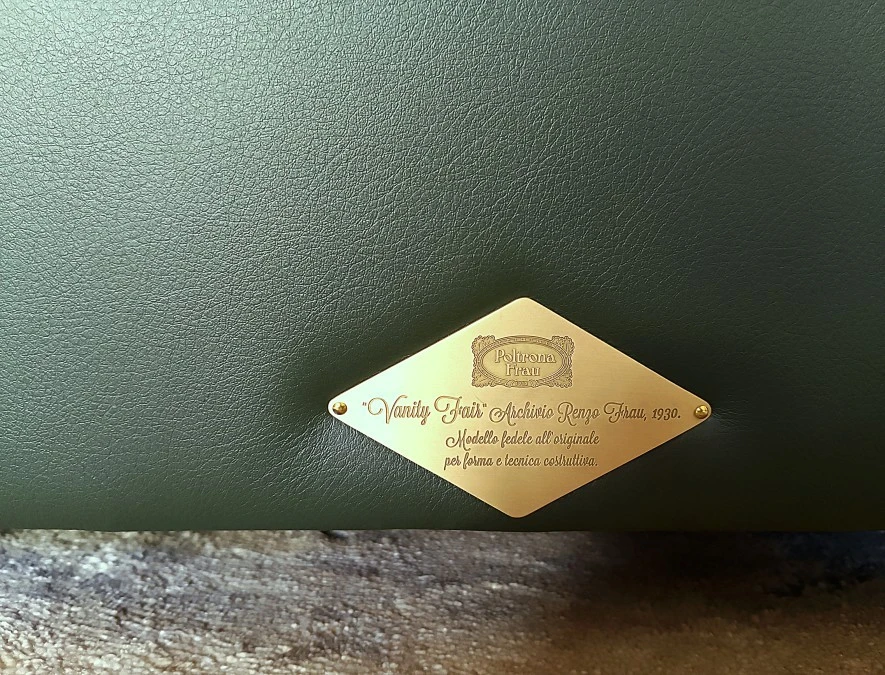 Poltrona
Frau
"Vanity Fair" Archivio Renzo Frau, 1930.
Modello fedele all'originale
per forma e tecnica costruttiva.